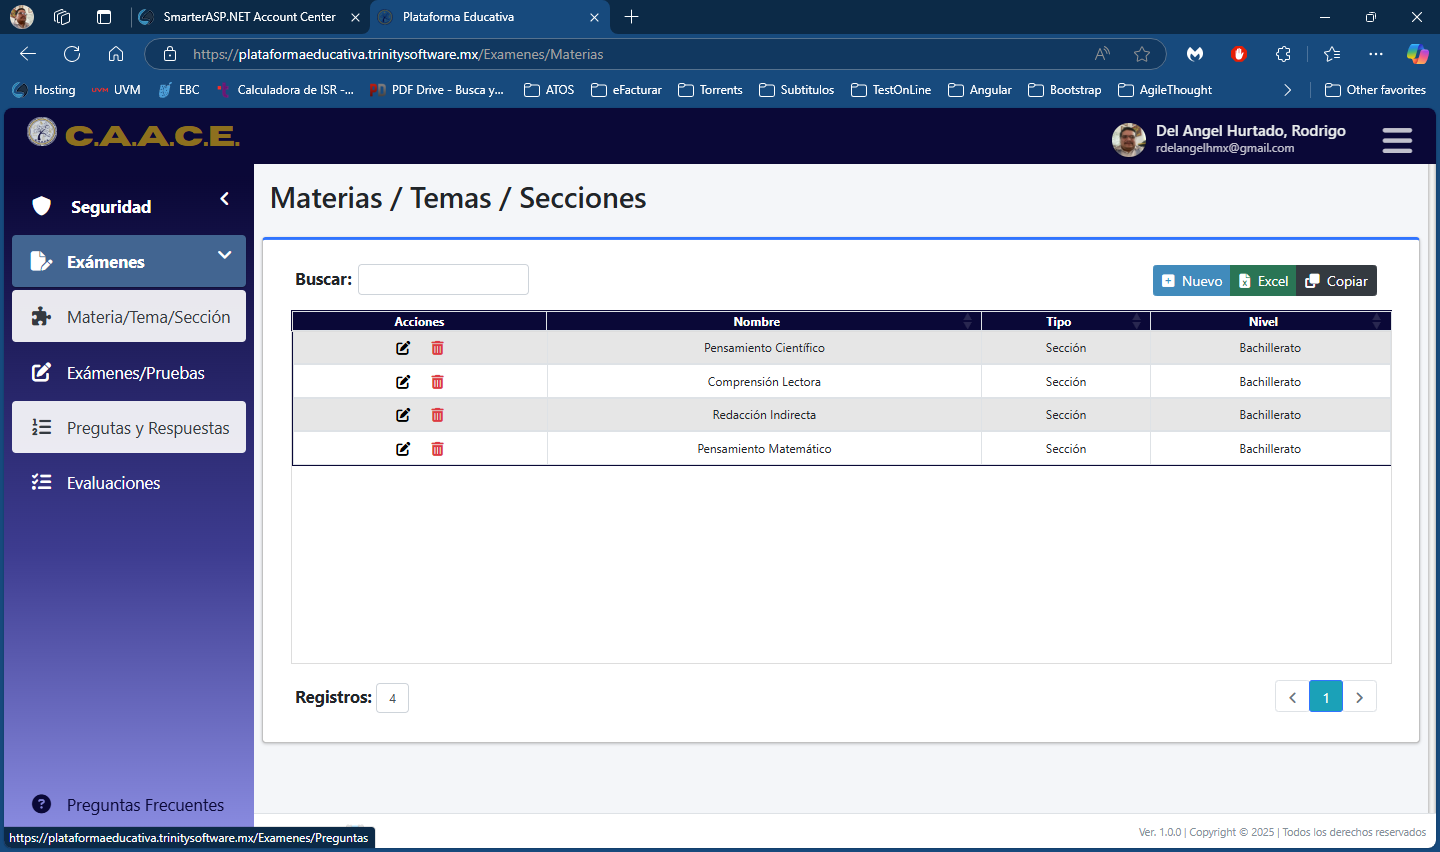 SmarterASP.NET Account Center
Plataforma Educativa
https://plataformaeducativa.trinitysoftware.mx/Examenes/Materias
Hosting
UVM UVM
EBC
Calculadora de ISR -...
PDF Drive - Busca y...
ATOS
eFacturar
Torrents
Subtitulos
TestOnLine
Angular
Bootstrap
AgileThought
Other favorites
C.A.A.C.E.
Del Angel Hurtado, Rodrigo
rdelangelhmx@gmail.com
Seguridad
Exámenes
Materia/Tema/Sección
Exámenes/Pruebas
Pregutas y Respuestas
Evaluaciones
Preguntas Frecuentes
Materias / Temas / Secciones
Buscar:
Nuevo Excel Copiar
Acciones Nombre Tipo Nivel
Pensamiento Científico Sección Bachillerato
Comprensión Lectora Sección Bachillerato
Redacción Indirecta Sección Bachillerato
Pensamiento Matemático Sección Bachillerato
Registros: 4
1
https://plataformaeducativa.trinitysoftware.mx/Examenes/Preguntas
Ver. 1.0.0 | Copyright © 2025 | Todos los derechos reservados